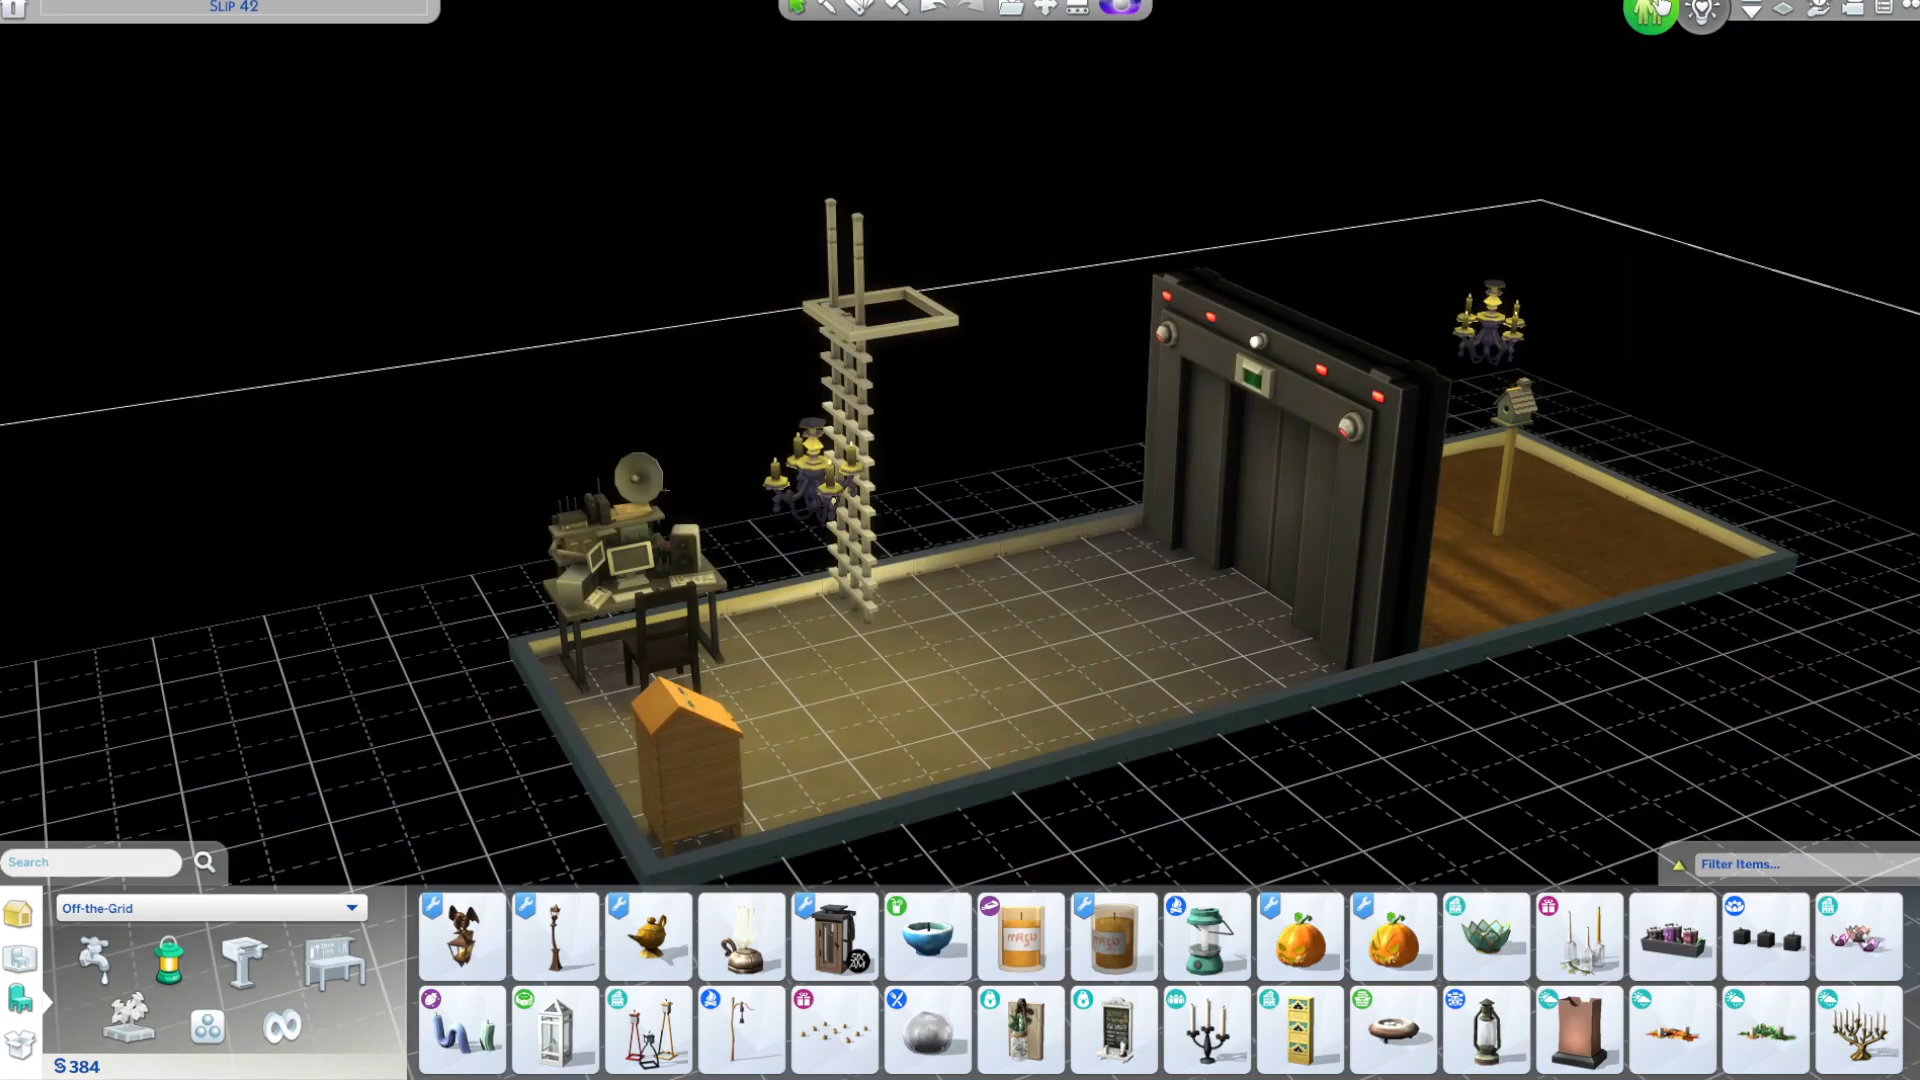 SLIP 42
Search
Filter Items...
Off-the-Grid
§384